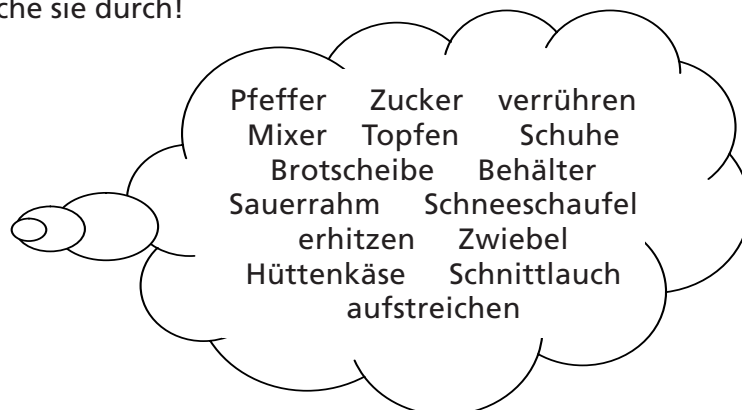 che sie durch!
Pfeffer Zucker verrühren
Mixer Topfen Schuhe
Brotscheibe Behälter
Sauerrahm Schneeschaufel
erhitzen Zwiebel
Hüttenkäse Schnittlauch
aufstreichen